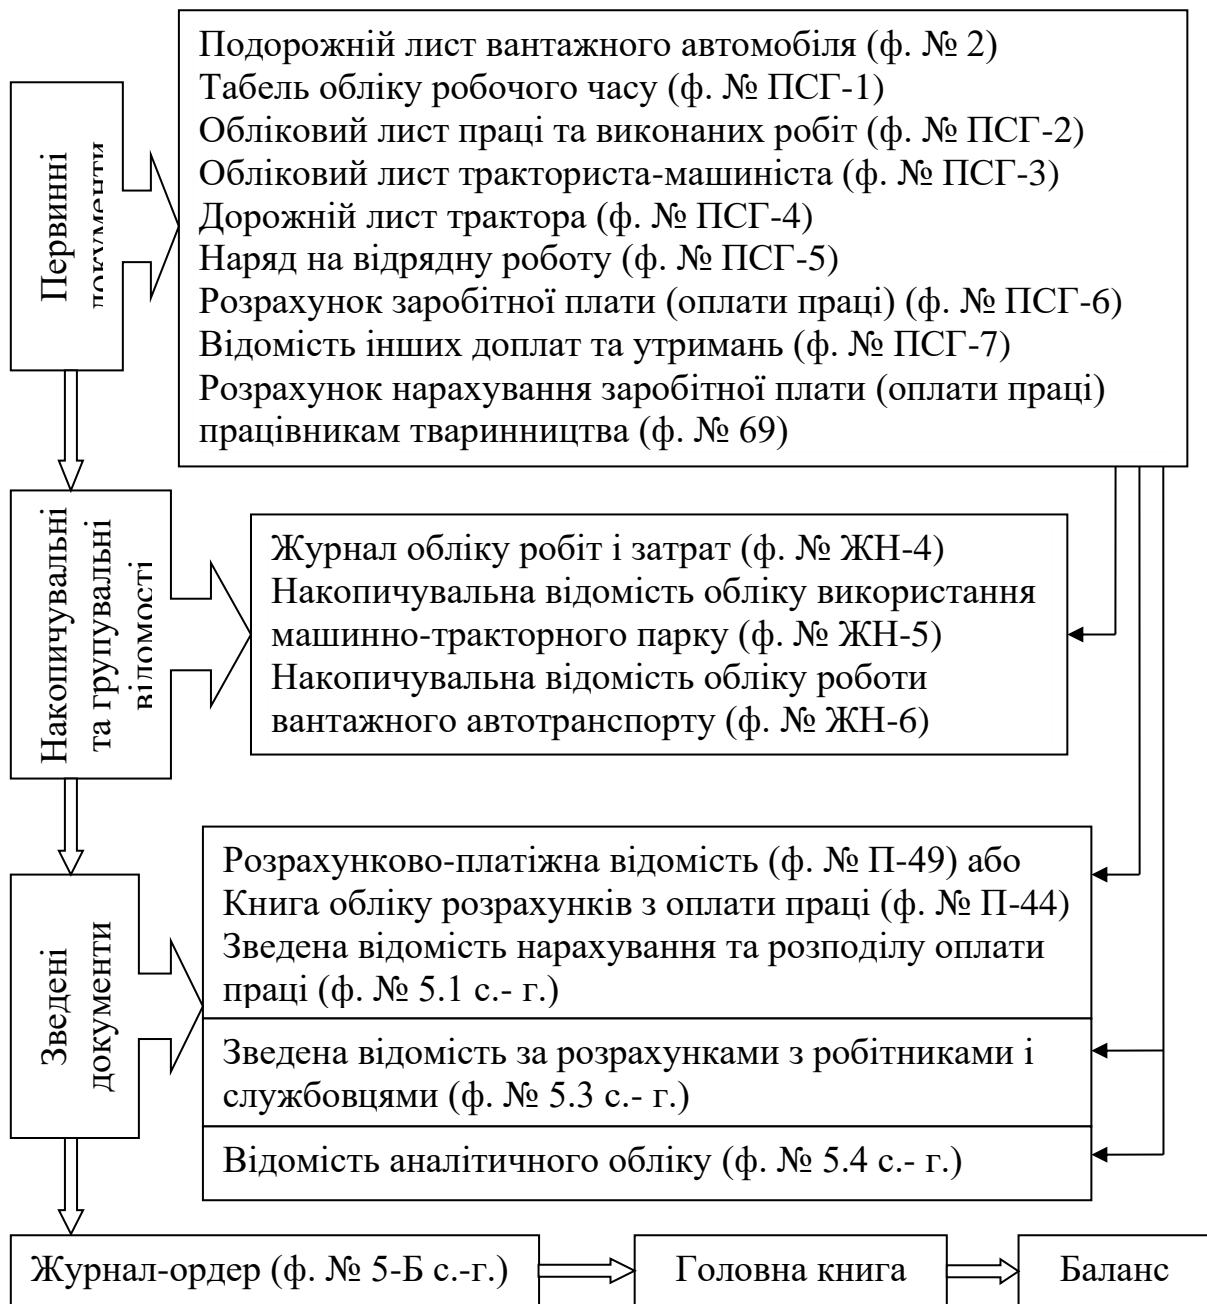 Первинні
документи
Подорожній лист вантажного автомобіля (ф. № 2)
Табель обліку робочого часу (ф. № ПСГ-1)
Обліковий лист праці та виконаних робіт (ф. № ПСГ-2)
Обліковий лист тракториста-машиніста (ф. № ПСГ-3)
Дорожній лист трактора (ф. № ПСГ-4)
Наряд на відрядну роботу (ф. № ПСГ-5)
Розрахунок заробітної плати (оплати праці) (ф. № ПСГ-6)
Відомість інших доплат та утримань (ф. № ПСГ-7)
Розрахунок нарахування заробітної плати (оплати праці)
працівникам тваринництва (ф. № 69)
Накопичувальні
та групувальні
відомості
Журнал обліку робіт і затрат (ф. № ЖН-4)
Накопичувальна відомість обліку використання
машинно-тракторного парку (ф. № ЖН-5)
Накопичувальна відомість обліку роботи
вантажного автотранспорту (ф. № ЖН-6)
Зведені
документи
Розрахунково-платіжна відомість (ф. № П-49) або
Книга обліку розрахунків з оплати праці (ф. № П-44)
Зведена відомість нарахування та розподілу оплати
праці (ф. № 5.1 с.- г.)
Зведена відомість за розрахунками з робітниками і
службовцями (ф. № 5.3 с.- г.)
Відомість аналітичного обліку (ф. № 5.4 с.- г.)
Журнал-ордер (ф. № 5-Б с.-г.)
Головна книга
Баланс